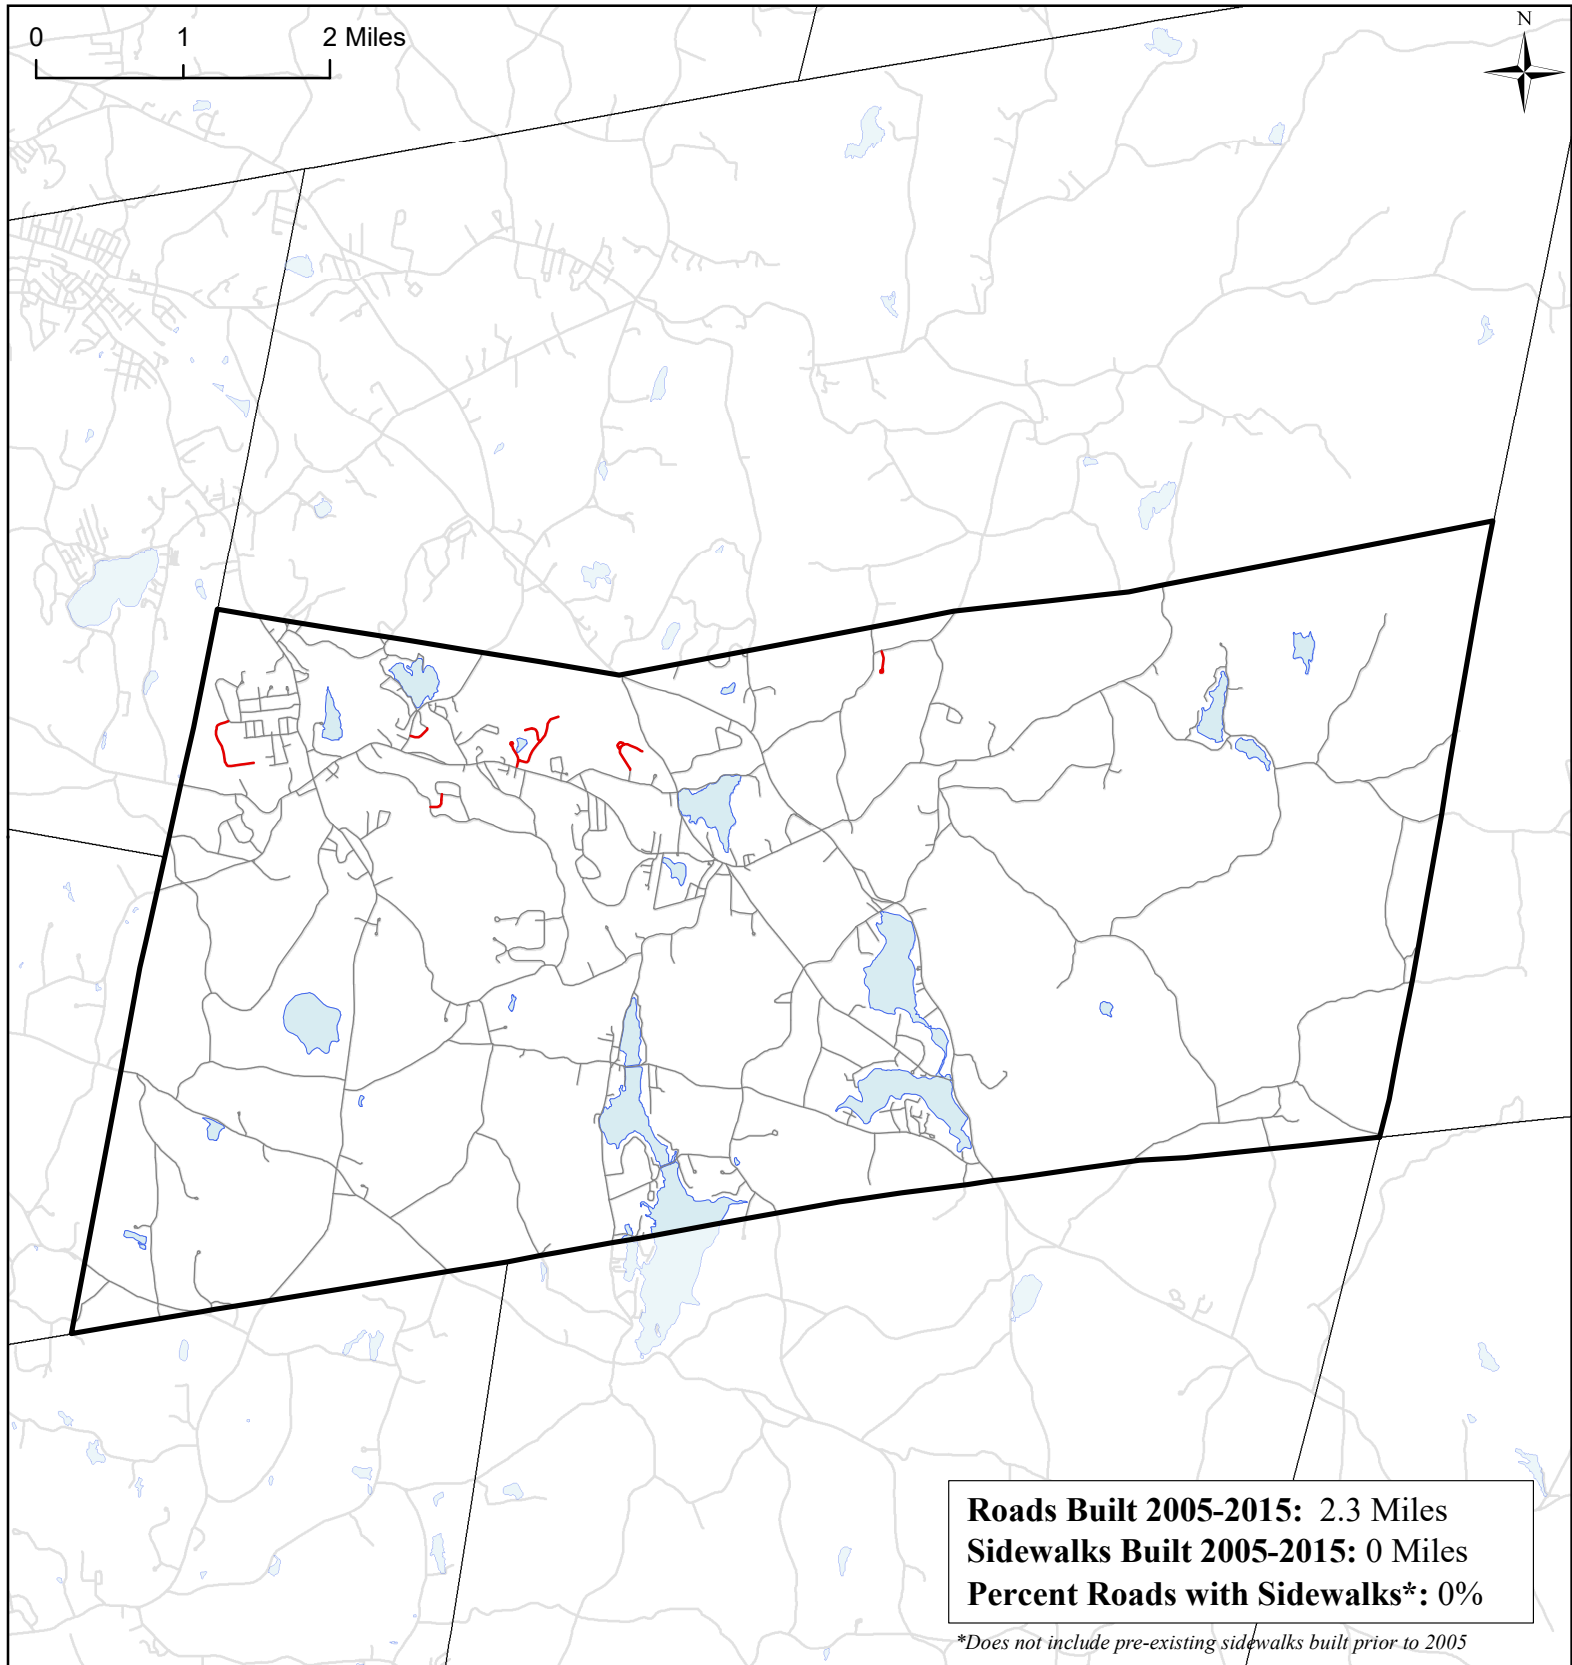 0 1 2 Miles
N
Roads Built 2005-2015: 2.3 Miles
Sidewalks Built 2005-2015: 0 Miles
Percent Roads with Sidewalks*: 0%
*Does not include pre-existing sidewalks built prior to 2005